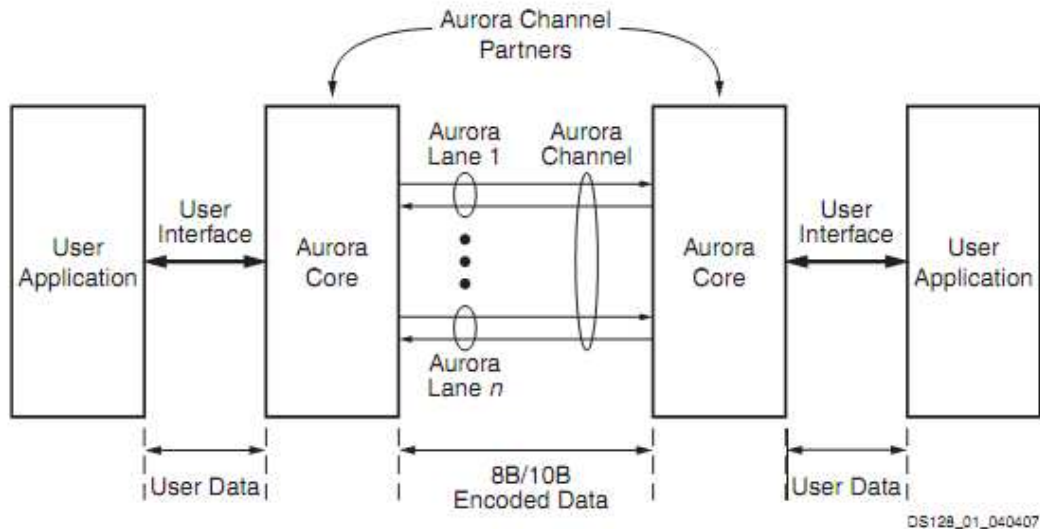 Aurora Channel
Partners
Aurora
Lane 1
Aurora
Channel
User
Application
User
Interface
Aurora
Core
Aurora
Core
User
Interface
User
Application
Aurora
Lane n
User Data
8B/10B
Encoded Data
User Data
DS128_01_040407